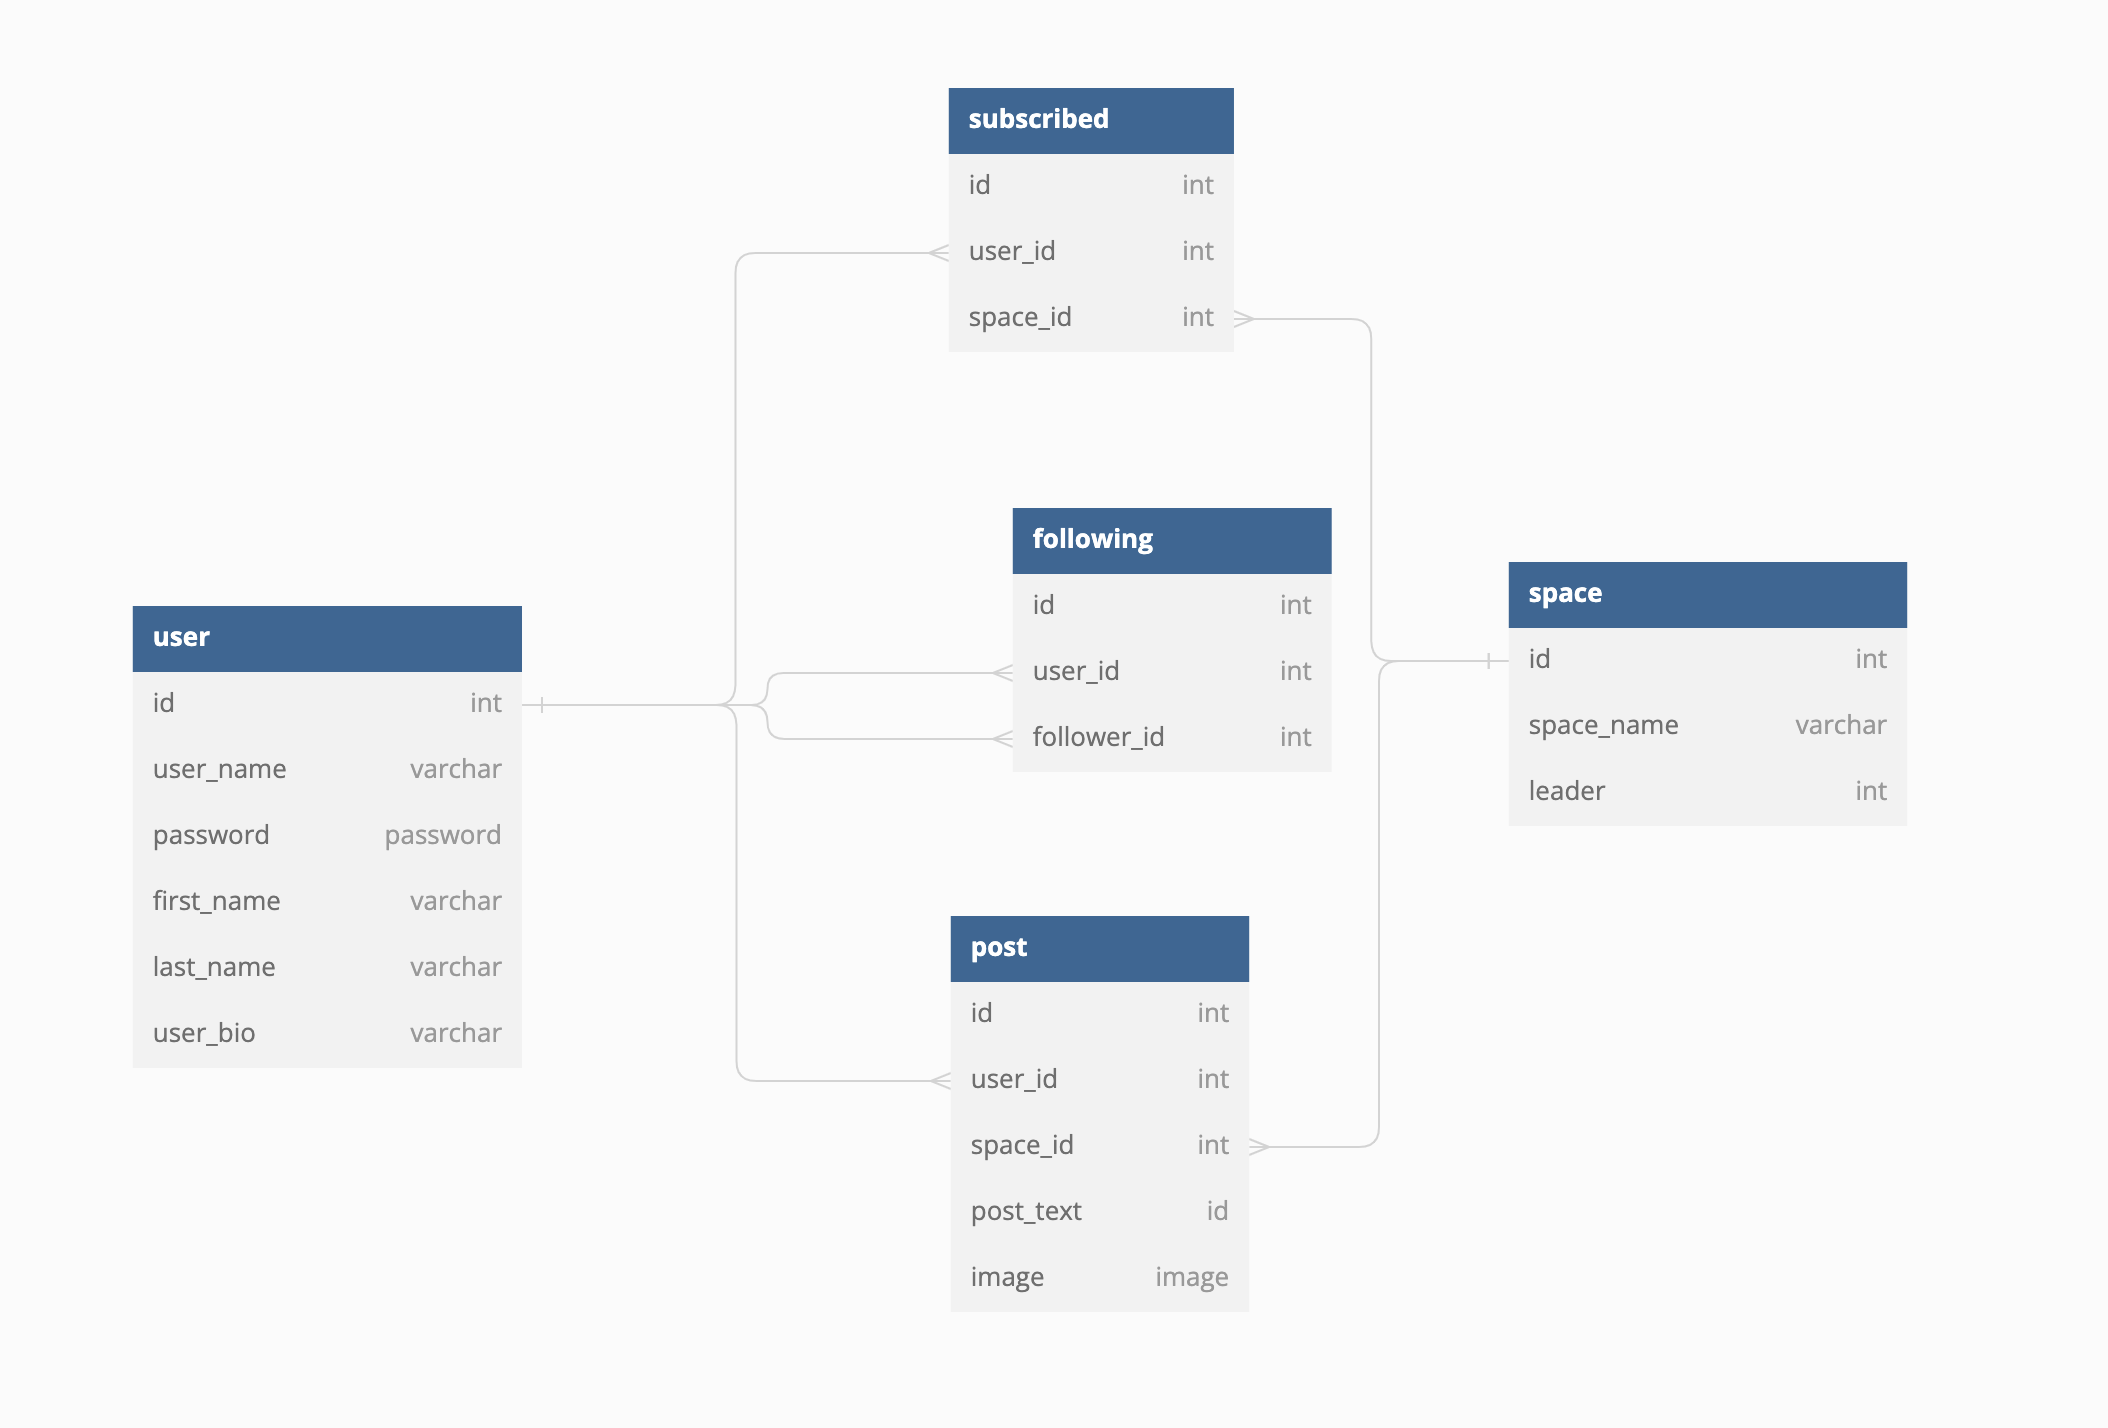 subscribed
id int
user_id int
space_id int
following
id int
user_id int
follower_id int
space
id int
space_name varchar
leader int
user
id int
user_name varchar
password password
first_name varchar
last_name varchar
user_bio varchar
post
id int
user_id int
space_id int
post_text id
image image